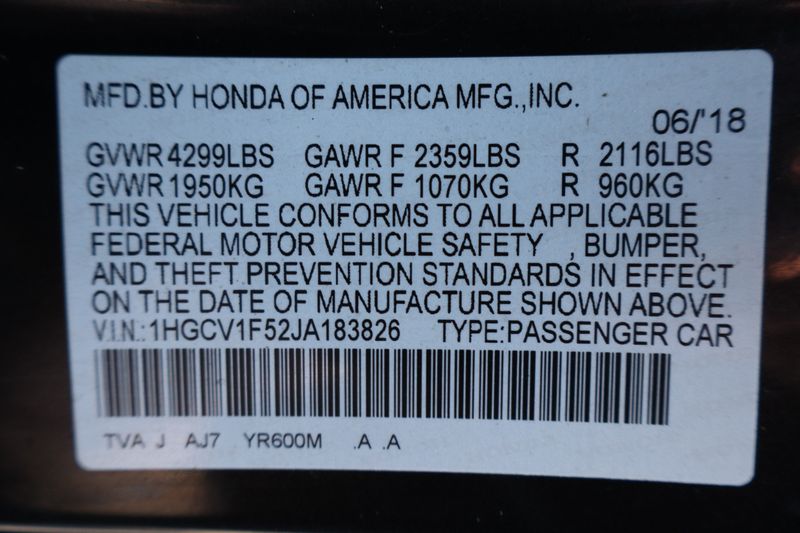 MFD.BY HONDA OF AMERICA MFG.,INC.
06/'18
GVWR 4299LBS GAWR F 2359LBS R 2116LBS
GVWR 1950KG GAWR F 1070KG R 960KG
THIS VEHICLE CONFORMS TO ALL APPLICABLE
FEDERAL MOTOR VEHICLE SAFETY , BUMPER,
AND THEFT PREVENTION STANDARDS IN EFFECT
ON THE DATE OF MANUFACTURE SHOWN ABOVE.
V.I.N.:1HGCV1F52JA183826 TYPE:PASSENGER CAR
TVA J AJ7 YR600M .A .A